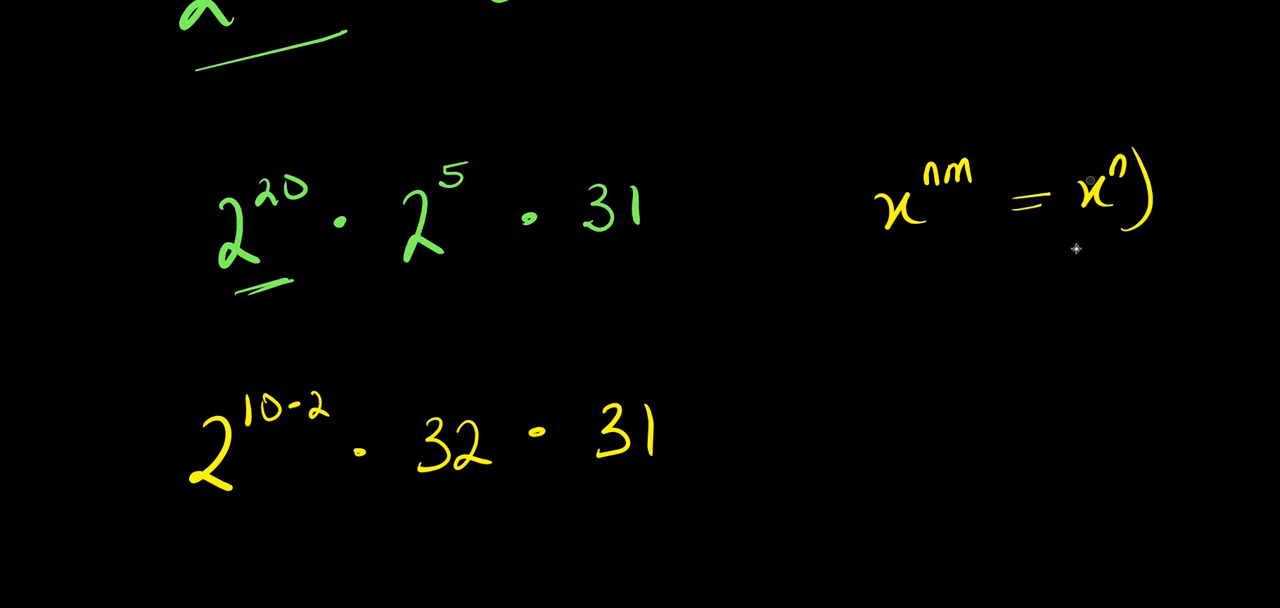 2^20 · 2^5 · 31
x^nm = x^n)
2^10-2 · 32 · 31